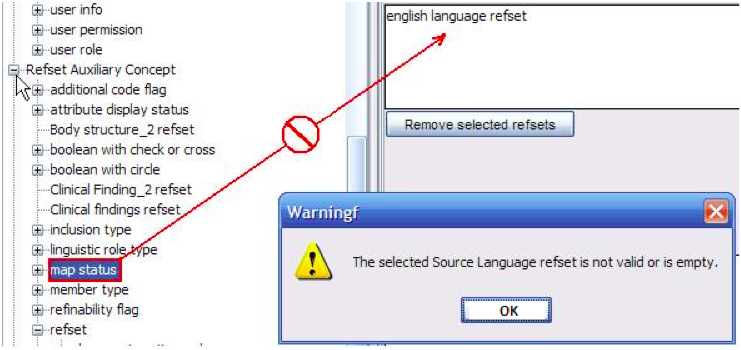 user info
user permission
user role
Refset Auxiliary Concept
additional code flag
attribute display status
Body structure_2 refset
boolean with check or cross
boolean with circle
Clinical Finding_2 refset
Clinical findings refset
inclusion type
linguistic role type
map status
member type
refinability flag
refset
english language refset
Remove selected refsets
Warningf
The selected Source Language refset is not valid or is empty.
OK